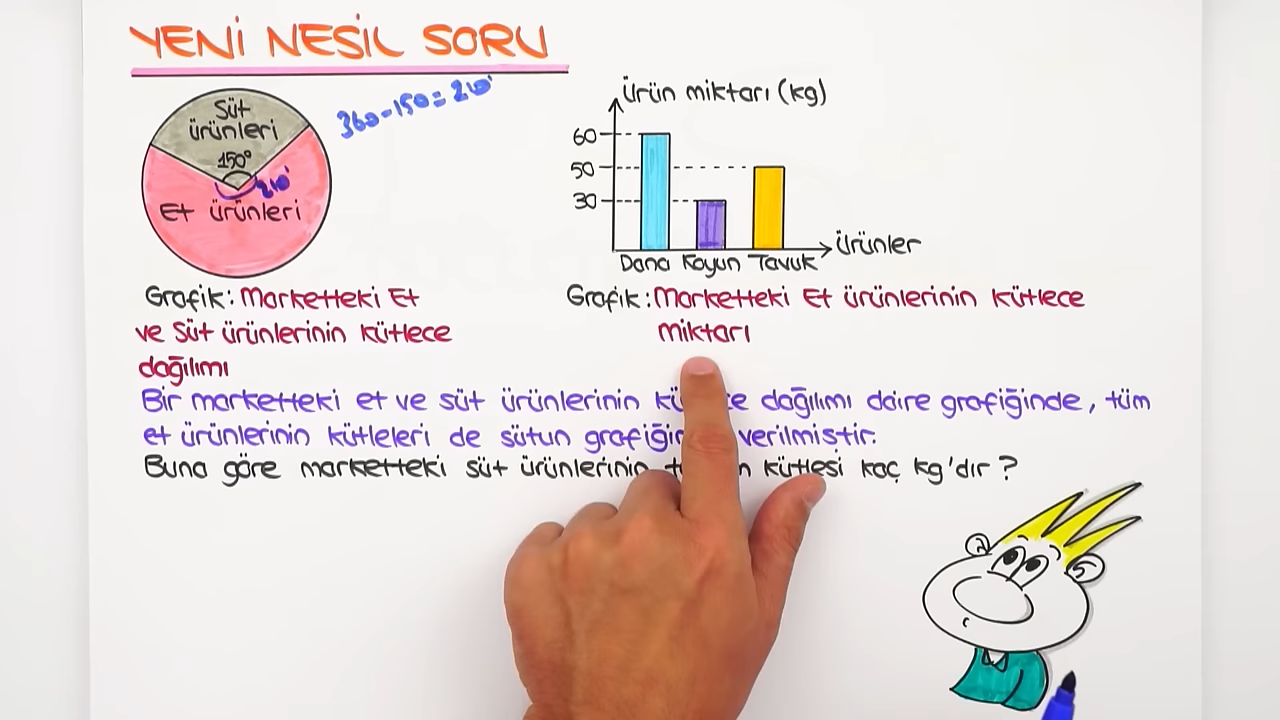 YENİ NESİL SORU
Süt
ürünleri
150°
210°
Et ürünleri
360-150=210°
Ürün miktarı (kg)
60
50
30
Dana Koyun Tavuk
Ürünler
Grafik: Marketteki Et
ve Süt ürünlerinin kütlece
dağılımı
Grafik: Marketteki Et ürünlerinin kütlece
miktarı
Bir marketteki et ve süt ürünlerinin dağılımı daire grafiğinde, tüm
et ürünlerinin kütleleri de sütun verilmiştir.
Buna göre marketteki süt ürünlerinin kütlesi kaç kg'dır ?